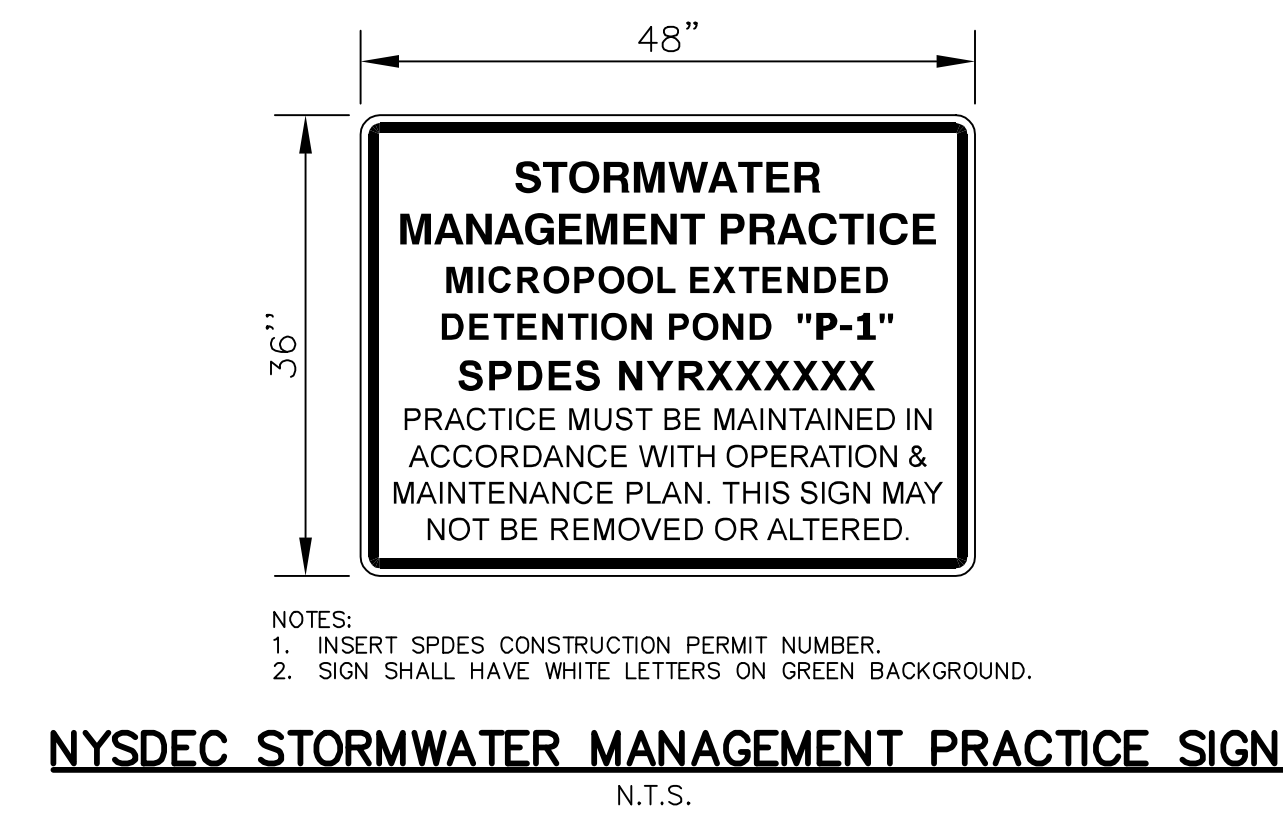 48”
36”
STORMWATER
MANAGEMENT PRACTICE
MICROPOOL EXTENDED
DETENTION POND "P-1"
SPDES NYRXXXXXX
PRACTICE MUST BE MAINTAINED IN
ACCORDANCE WITH OPERATION &
MAINTENANCE PLAN. THIS SIGN MAY
NOT BE REMOVED OR ALTERED.
NOTES:
1. INSERT SPDES CONSTRUCTION PERMIT NUMBER.
2. SIGN SHALL HAVE WHITE LETTERS ON GREEN BACKGROUND.
NYSDEC STORMWATER MANAGEMENT PRACTICE SIGN
N.T.S.